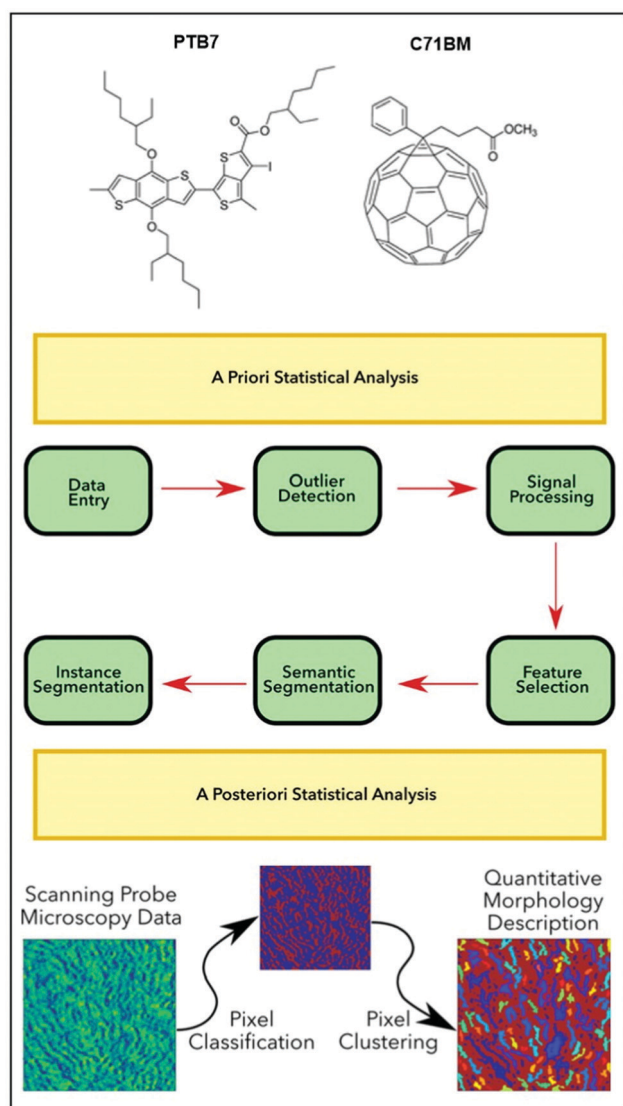 PTB7
C71BM
O
O
S
I
S
S
S
O
O
OCH₃
O
A Priori Statistical Analysis
Data
Entry
Outlier
Detection
Signal
Processing
Instance
Segmentation
Semantic
Segmentation
Feature
Selection
A Posteriori Statistical Analysis
Scanning Probe
Microscopy Data
Quantitative
Morphology
Description
Pixel
Classification
Pixel
Clustering